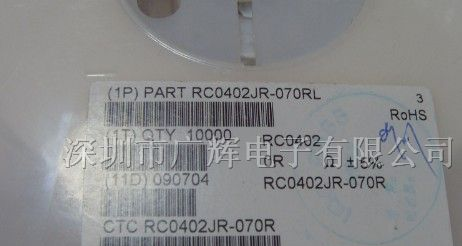 (1P) PART RC0402JR-070RL
3
RoHS
(1T) QTY 10000 RC0402
深圳市广辉电子有限公司
0R Ω ±5%
(11D) 090704 RC0402JR-070R
CTC RC0402JR-070R